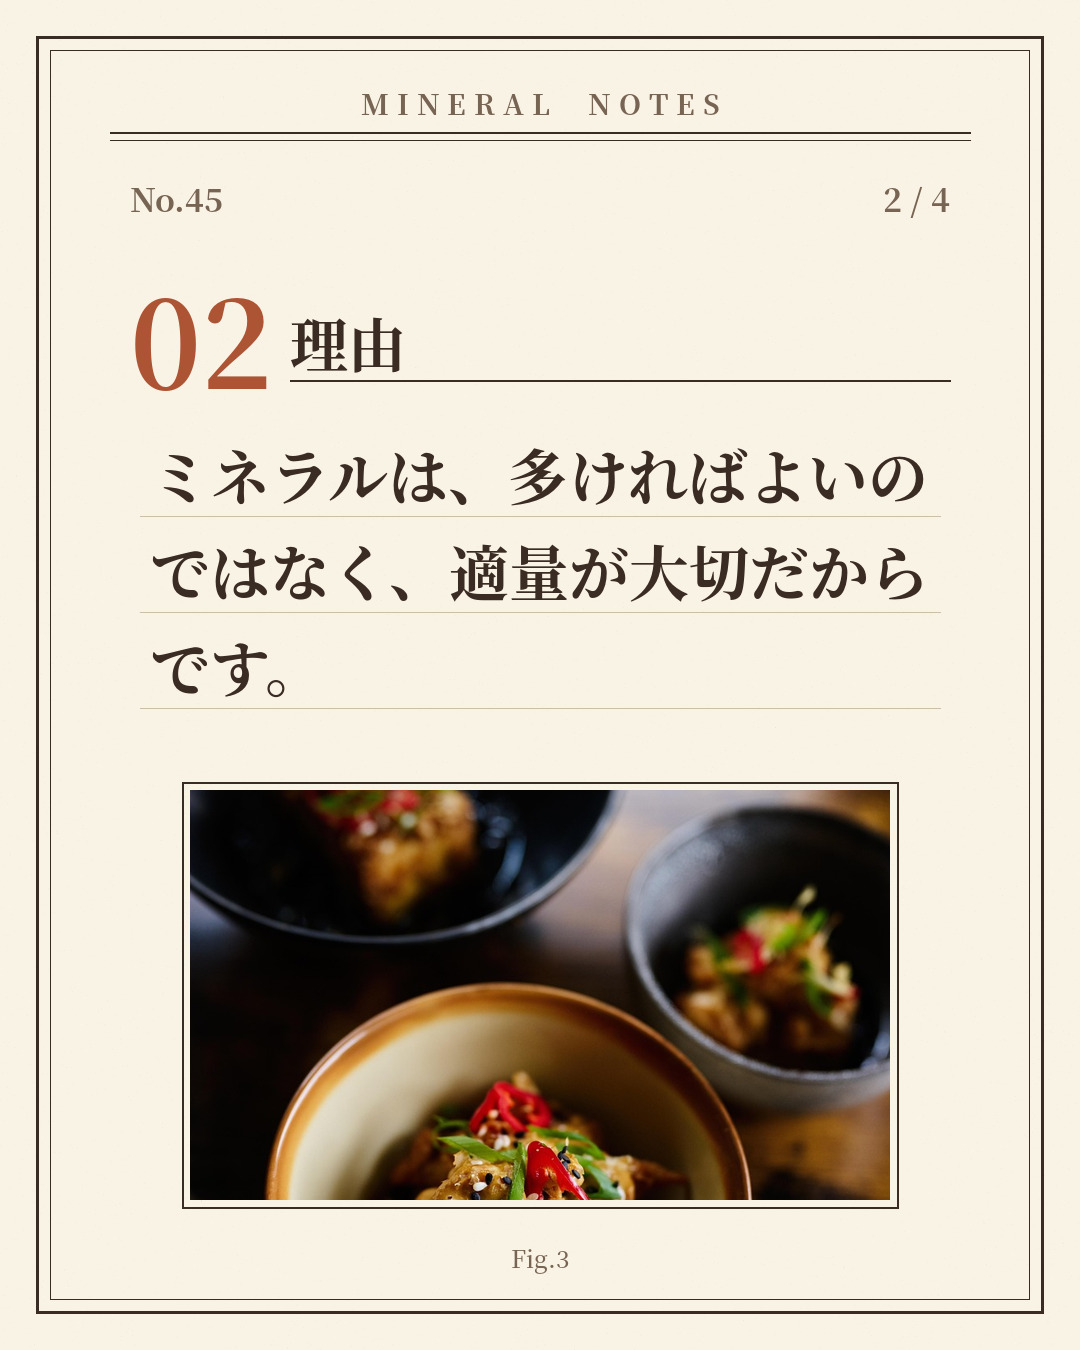 MINERAL NOTES
No.45
2 / 4
02 理由
ミネラルは、多ければよいの
ではなく、適量が大切だから
です。
Fig.3